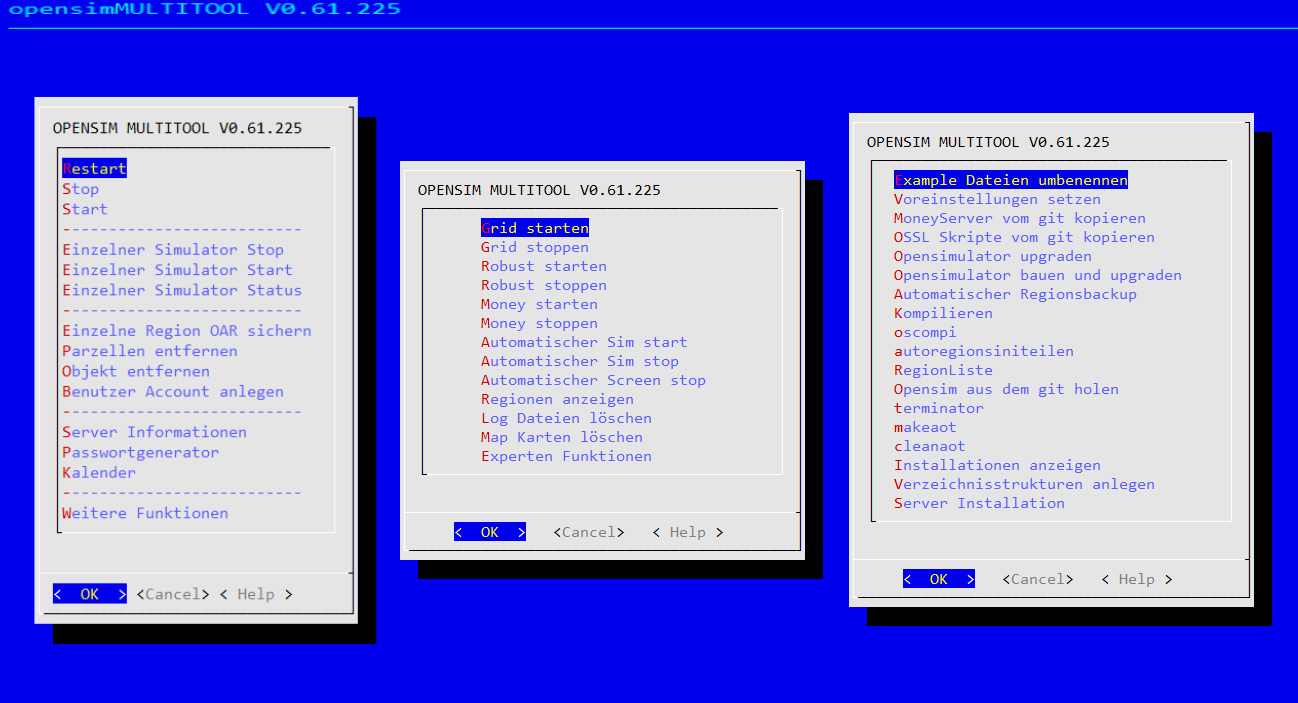 opensimMULTITOOL V0.61.225
OPENSIM MULTITOOL V0.61.225
Restart
Stop
Start
----------------------------
Einzelner Simulator Stop
Einzelner Simulator Start
Einzelner Simulator Status
----------------------------
Einzelne Region OAR sichern
Parzellen entfernen
Objekt entfernen
Benutzer Account anlegen
----------------------------
Server Informationen
Passwortgenerator
Kalender
----------------------------
Weitere Funktionen
< OK > <Cancel> < Help >
OPENSIM MULTITOOL V0.61.225
Grid starten
Grid stoppen
Robust starten
Robust stoppen
Money starten
Money stoppen
Automatischer Sim start
Automatischer Sim stop
Automatischer Screen stop
Regionen anzeigen
Log Dateien löschen
Map Karten löschen
Experten Funktionen
< OK > <Cancel> < Help >
OPENSIM MULTITOOL V0.61.225
Example Dateien umbenennen
Voreinstellungen setzen
MoneyServer vom git kopieren
OSSL Skripte vom git kopieren
Opensimulator upgraden
Opensimulator bauen und upgraden
Automatischer Regionsbackup
Kompilieren
oscompi
autoregionsiniteilen
RegionListe
Opensim aus dem git holen
terminator
makeaot
cleanaot
Installationen anzeigen
Verzeichnisstrukturen anlegen
Server Installation
< OK > <Cancel> < Help >